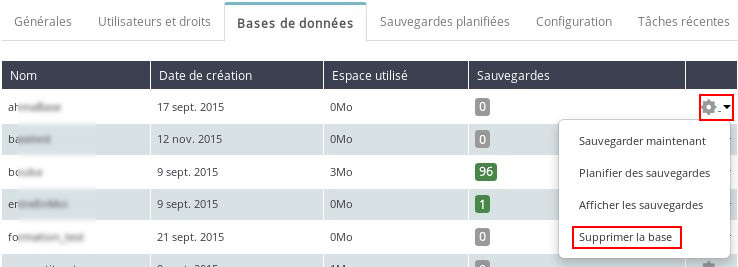 Générales Utilisateurs et droits Bases de données Sauvegardes planifiées Configuration Tâches récentes
Nom Date de création Espace utilisé Sauvegardes
17 sept. 2015 0Mo 0
12 nov. 2015 0Mo 0
9 sept. 2015 3Mo 96
9 sept. 2015 0Mo 1
21 sept. 2015 0Mo 0
Sauvegarder maintenant
Planifier des sauvegardes
Afficher les sauvegardes
Supprimer la base